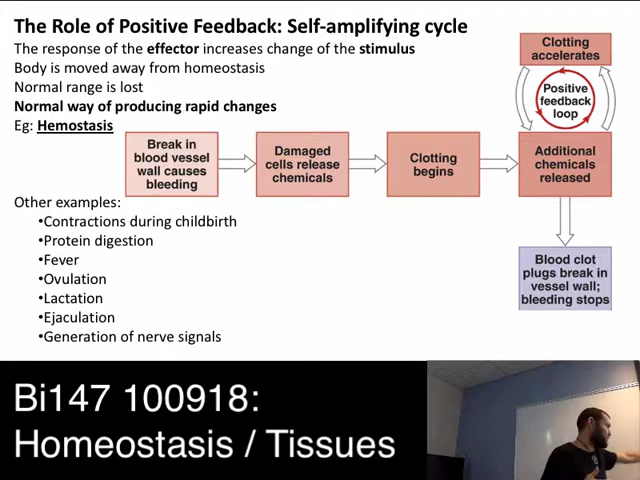 The Role of Positive Feedback: Self-amplifying cycle
The response of the effector increases change of the stimulus
Body is moved away from homeostasis
Normal range is lost
Normal way of producing rapid changes
Eg: Hemostasis
Break in
blood vessel
wall causes
bleeding
Damaged
cells release
chemicals
Clotting
begins
Additional
chemicals
released
Clotting
accelerates
Positive
feedback
loop
Blood clot
plugs break in
vessel wall;
bleeding stops
Other examples:
•Contractions during childbirth
•Protein digestion
•Fever
•Ovulation
•Lactation
•Ejaculation
•Generation of nerve signals
Bi147 100918:
Homeostasis / Tissues